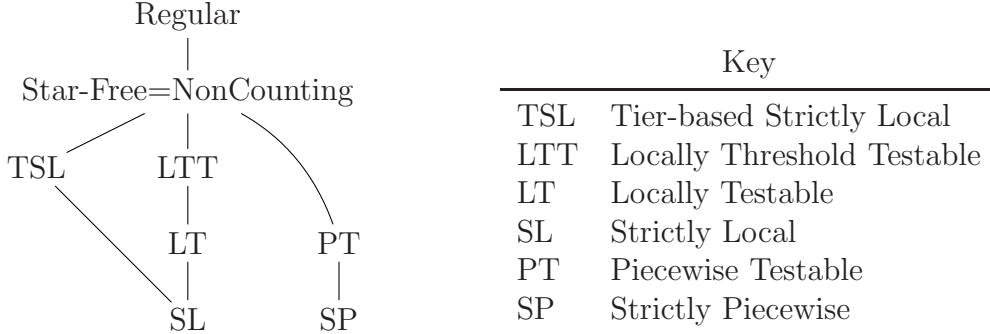 Regular
Star-Free=NonCounting
TSL LTT
LT PT
SL SP
Key
TSL Tier-based Strictly Local
LTT Locally Threshold Testable
LT Locally Testable
SL Strictly Local
PT Piecewise Testable
SP Strictly Piecewise